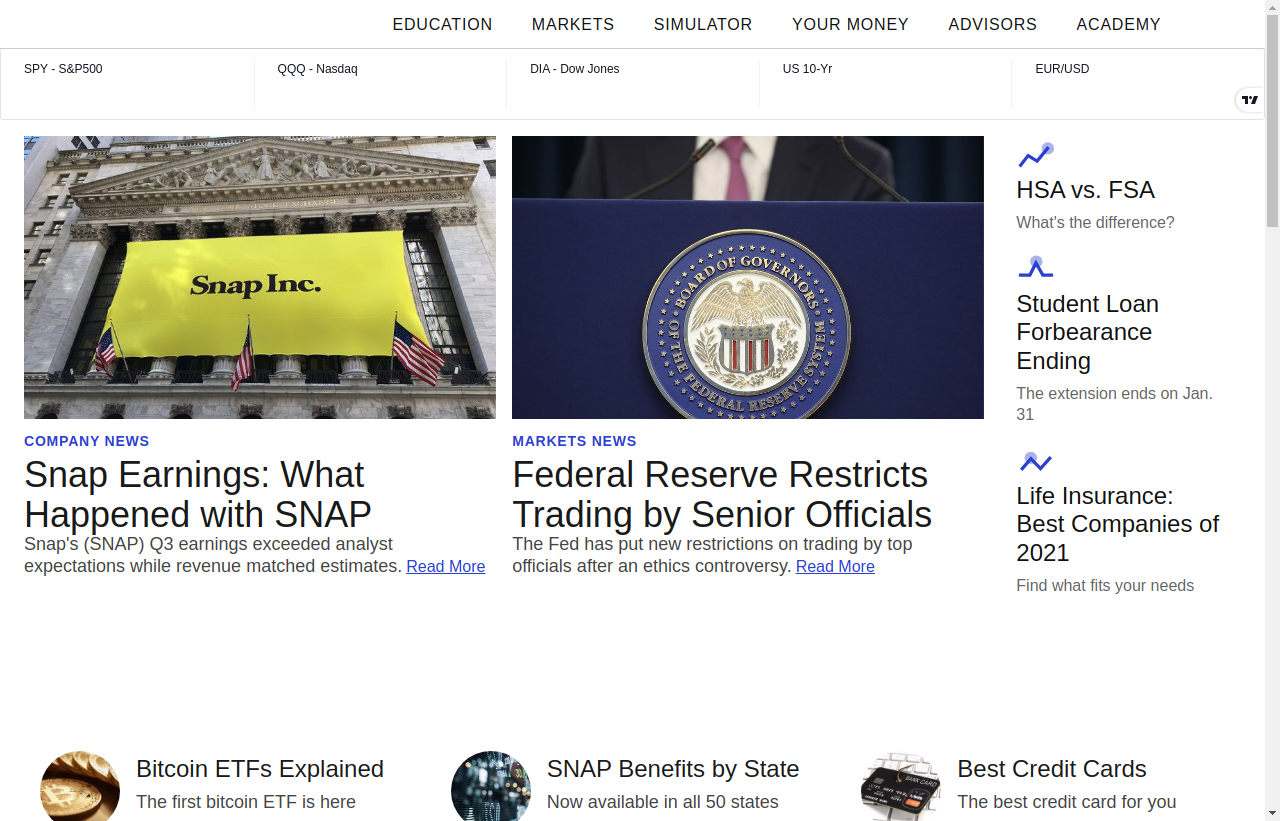 EDUCATION MARKETS SIMULATOR YOUR MONEY ADVISORS ACADEMY
SPY - S&P500 QQQ - Nasdaq DIA - Dow Jones US 10-Yr EUR/USD
Snap Inc.
BOARD OF GOVERNORS
OF THE FEDERAL RESERVE SYSTEM
COMPANY NEWS
Snap Earnings: What
Happened with SNAP
Snap's (SNAP) Q3 earnings exceeded analyst
expectations while revenue matched estimates. Read More
MARKETS NEWS
Federal Reserve Restricts
Trading by Senior Officials
The Fed has put new restrictions on trading by top
officials after an ethics controversy. Read More
HSA vs. FSA
What's the difference?
Student Loan
Forbearance
Ending
The extension ends on Jan.
31
Life Insurance:
Best Companies of
2021
Find what fits your needs
Bitcoin ETFs Explained
The first bitcoin ETF is here
SNAP Benefits by State
Now available in all 50 states
BANK CARD
Best Credit Cards
The best credit card for you